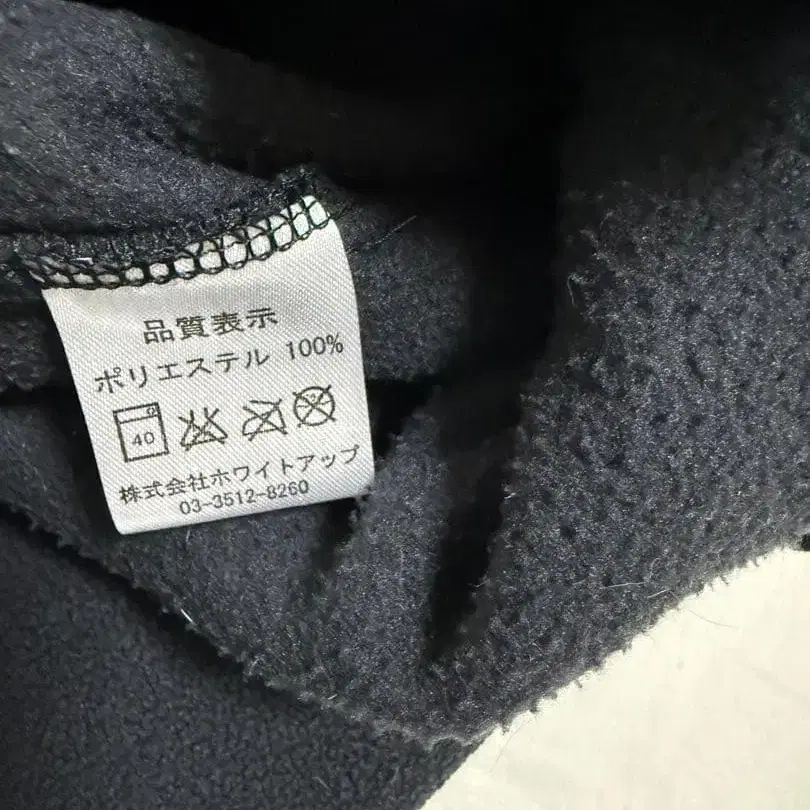 品質表示
ポリエステル 100%
40
株式会社ホワイトアップ
03-3512-8260